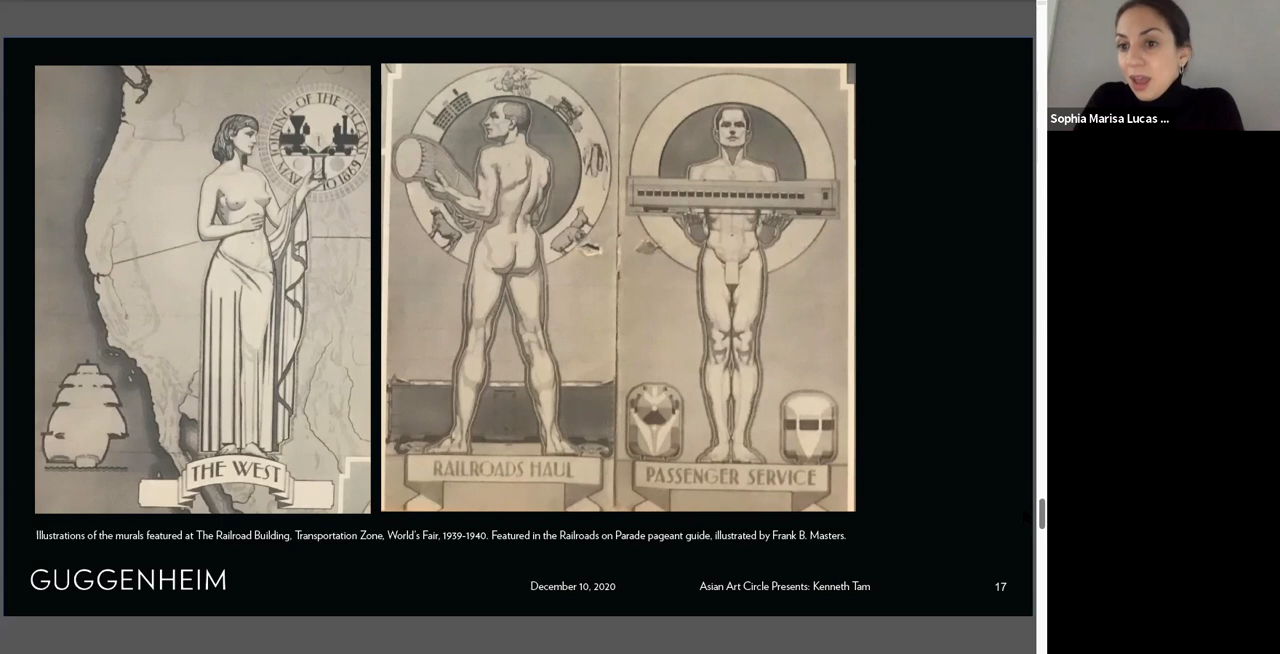 JOINING OF THE OCEANS
MAY 10 1869
THE WEST
RAILROADS HAUL
PASSENGER SERVICE
Illustrations of the murals featured at The Railroad Building, Transportation Zone, World's Fair, 1939-1940. Featured in the Railroads on Parade pageant guide, illustrated by Frank B. Masters.
GUGGENHEIM
December 10, 2020
Asian Art Circle Presents: Kenneth Tam
17
Sophia Marisa Lucas ...